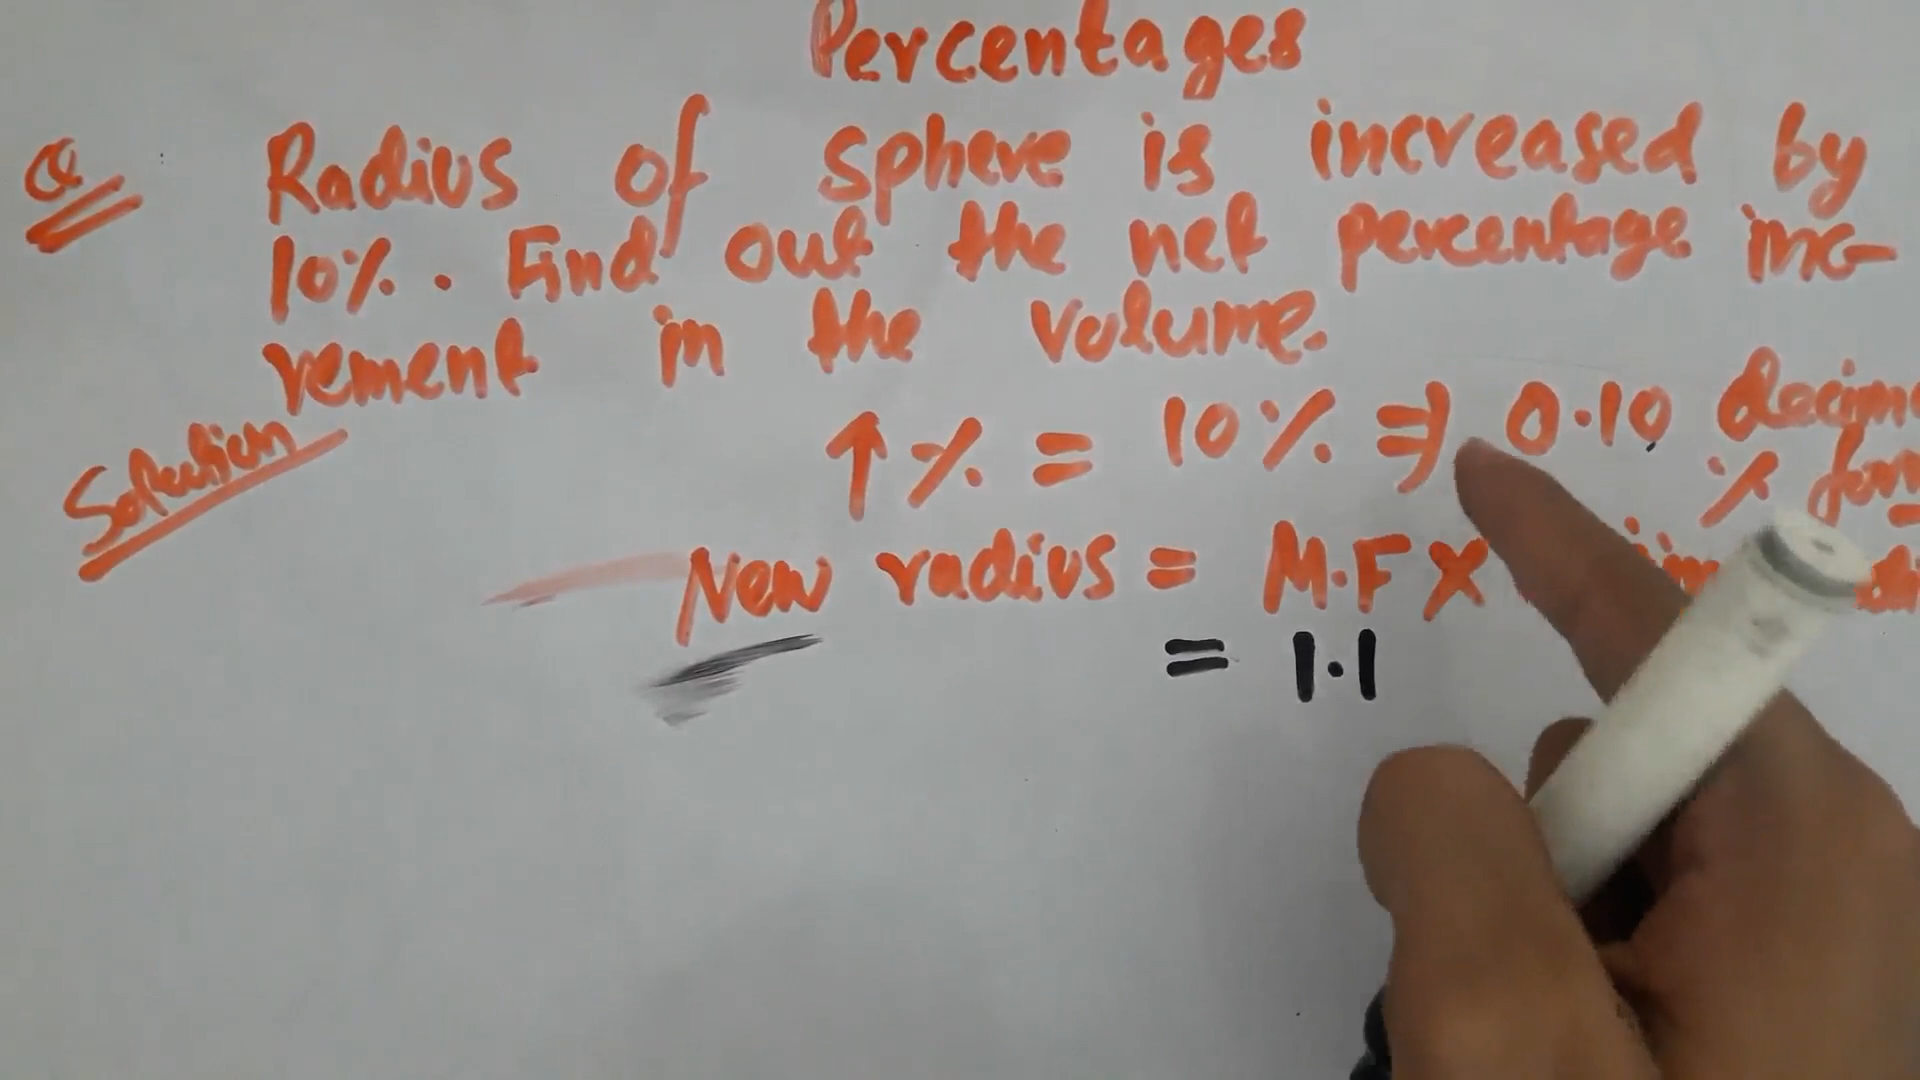 Percentages
Q Radius of sphere is increased by
10%. Find out the net percentage inc-
rement in the volume.
Solution
↑ % = 10% ⇒ 0.10
% 
New radius = M.F X
= 1.1